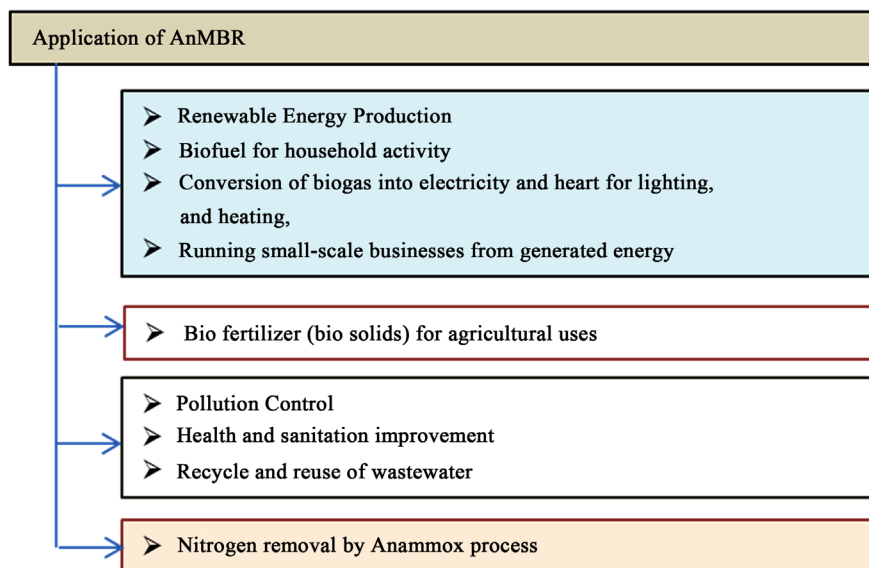 Application of AnMBR
➢ Renewable Energy Production
➢ Biofuel for household activity
➢ Conversion of biogas into electricity and heart for lighting,
and heating,
➢ Running small-scale businesses from generated energy
➢ Bio fertilizer (bio solids) for agricultural uses
➢ Pollution Control
➢ Health and sanitation improvement
➢ Recycle and reuse of wastewater
➢ Nitrogen removal by Anammox process